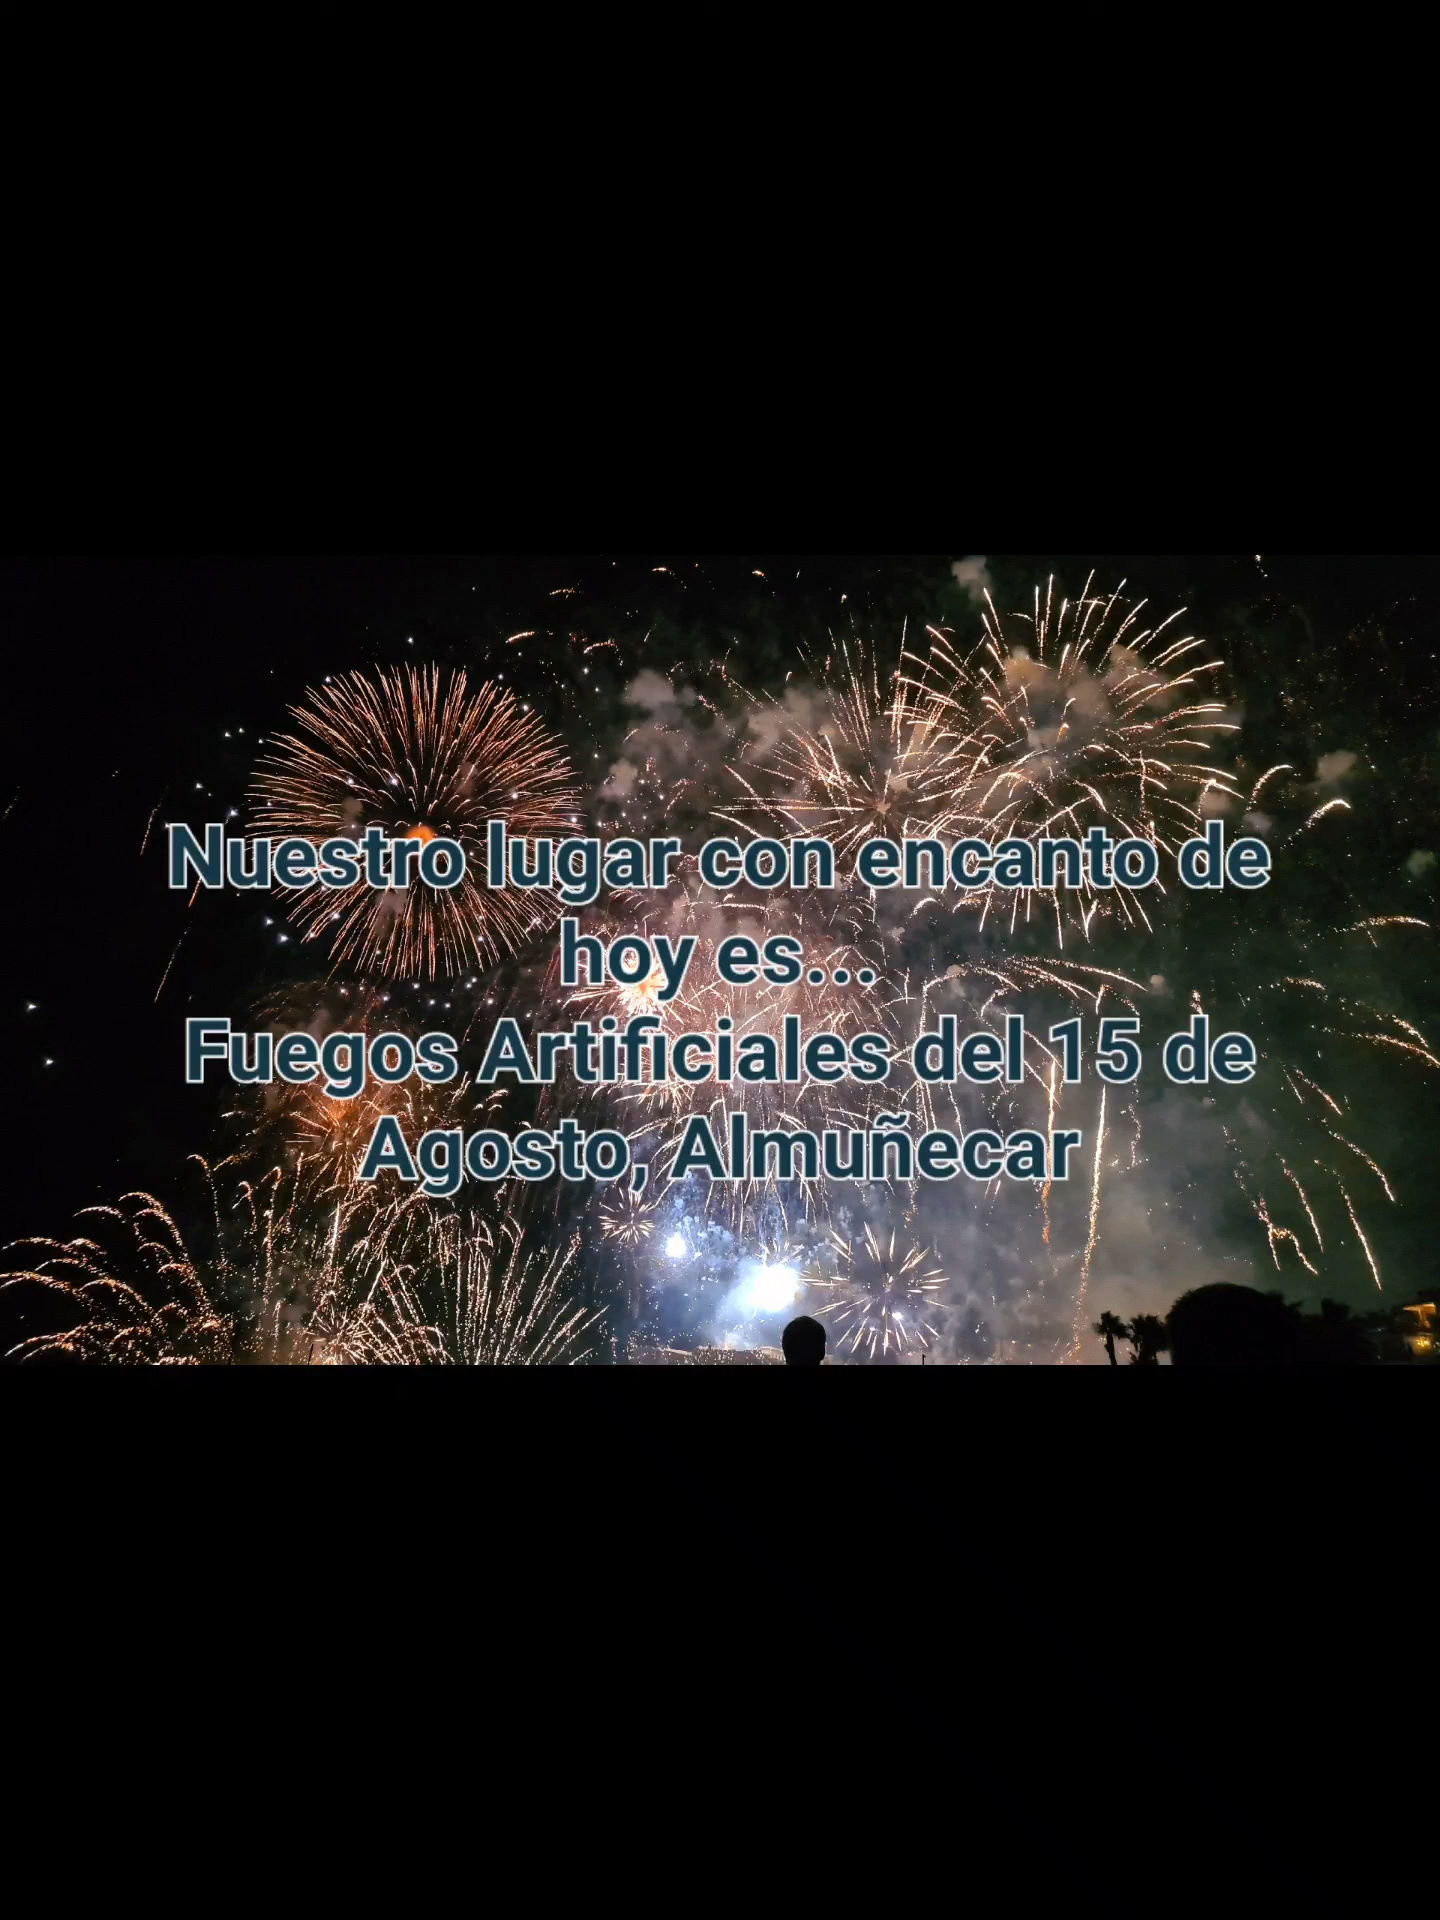 Nuestro lugar con encanto de
hoy es...
Fuegos Artificiales del 15 de
Agosto, Almuñecar